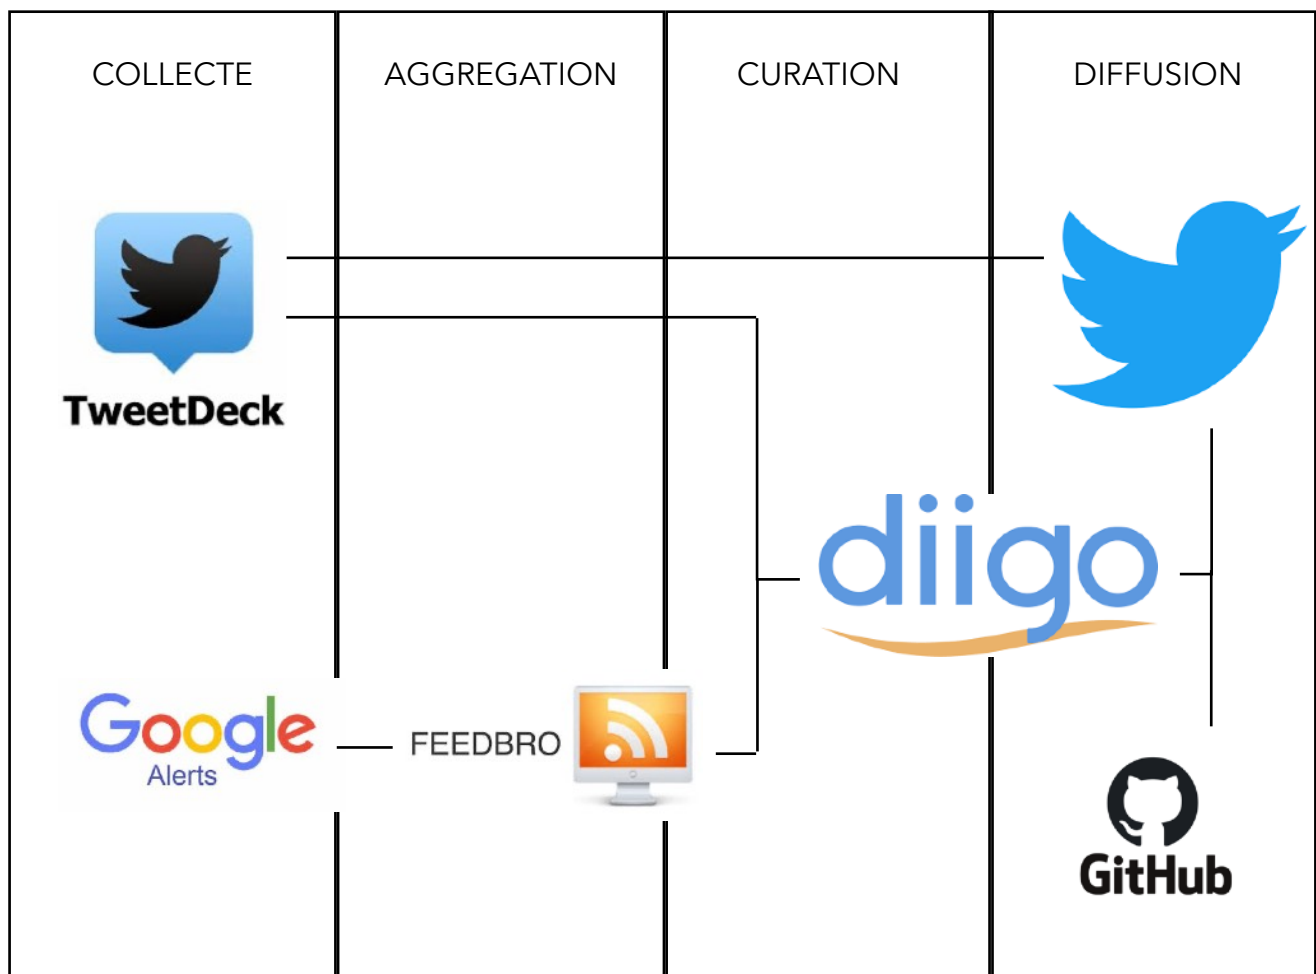 COLLECTE
AGGREGATION
CURATION
DIFFUSION
TweetDeck
diigo
Google
Alerts
FEEDBRO
GitHub